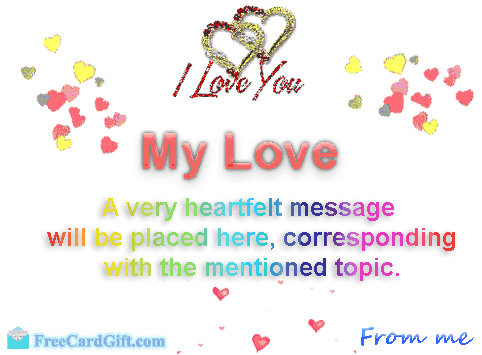 I Love You
My Love
A very heartfelt message
will be placed here, corresponding
with the mentioned topic.
FreeCardGift.com
From me